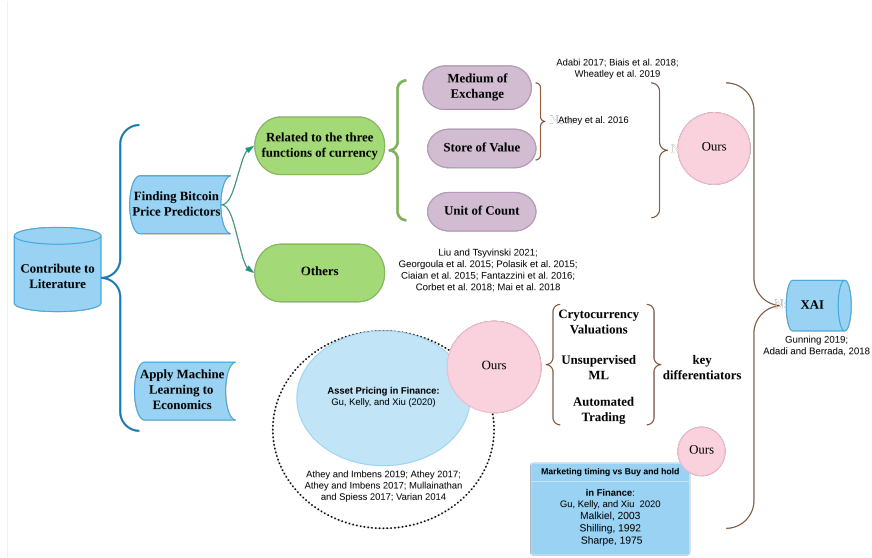 Contribute to
Literature
Finding Bitcoin
Price Predictors
Apply Machine
Learning to
Economics
Related to the three
functions of currency
Others
Medium of
Exchange
Store of Value
Unit of Count
Adabi 2017; Biais et al. 2018;
Wheatley et al. 2019
Athey et al. 2016
Ours
Liu and Tsyvinski 2021;
Georgoula et al. 2015; Polasik et al. 2015;
Ciaian et al. 2015; Fantazzini et al. 2016;
Corbet et al. 2018; Mai et al. 2018
Asset Pricing in Finance:
Gu, Kelly, and Xiu (2020)
Athey and Imbens 2019; Athey 2017;
Athey and Imbens 2017; Mullainathan
and Spiess 2017; Varian 2014
Ours
Crytocurrency
Valuations
Unsupervised
ML
Automated
Trading
key
differentiators
Ours
Marketing timing vs Buy and hold
in Finance:
Gu, Kelly, and Xiu 2020
Malkiel, 2003
Shilling, 1992
Sharpe, 1975
XAI
Gunning 2019;
Adadi and Berrada, 2018